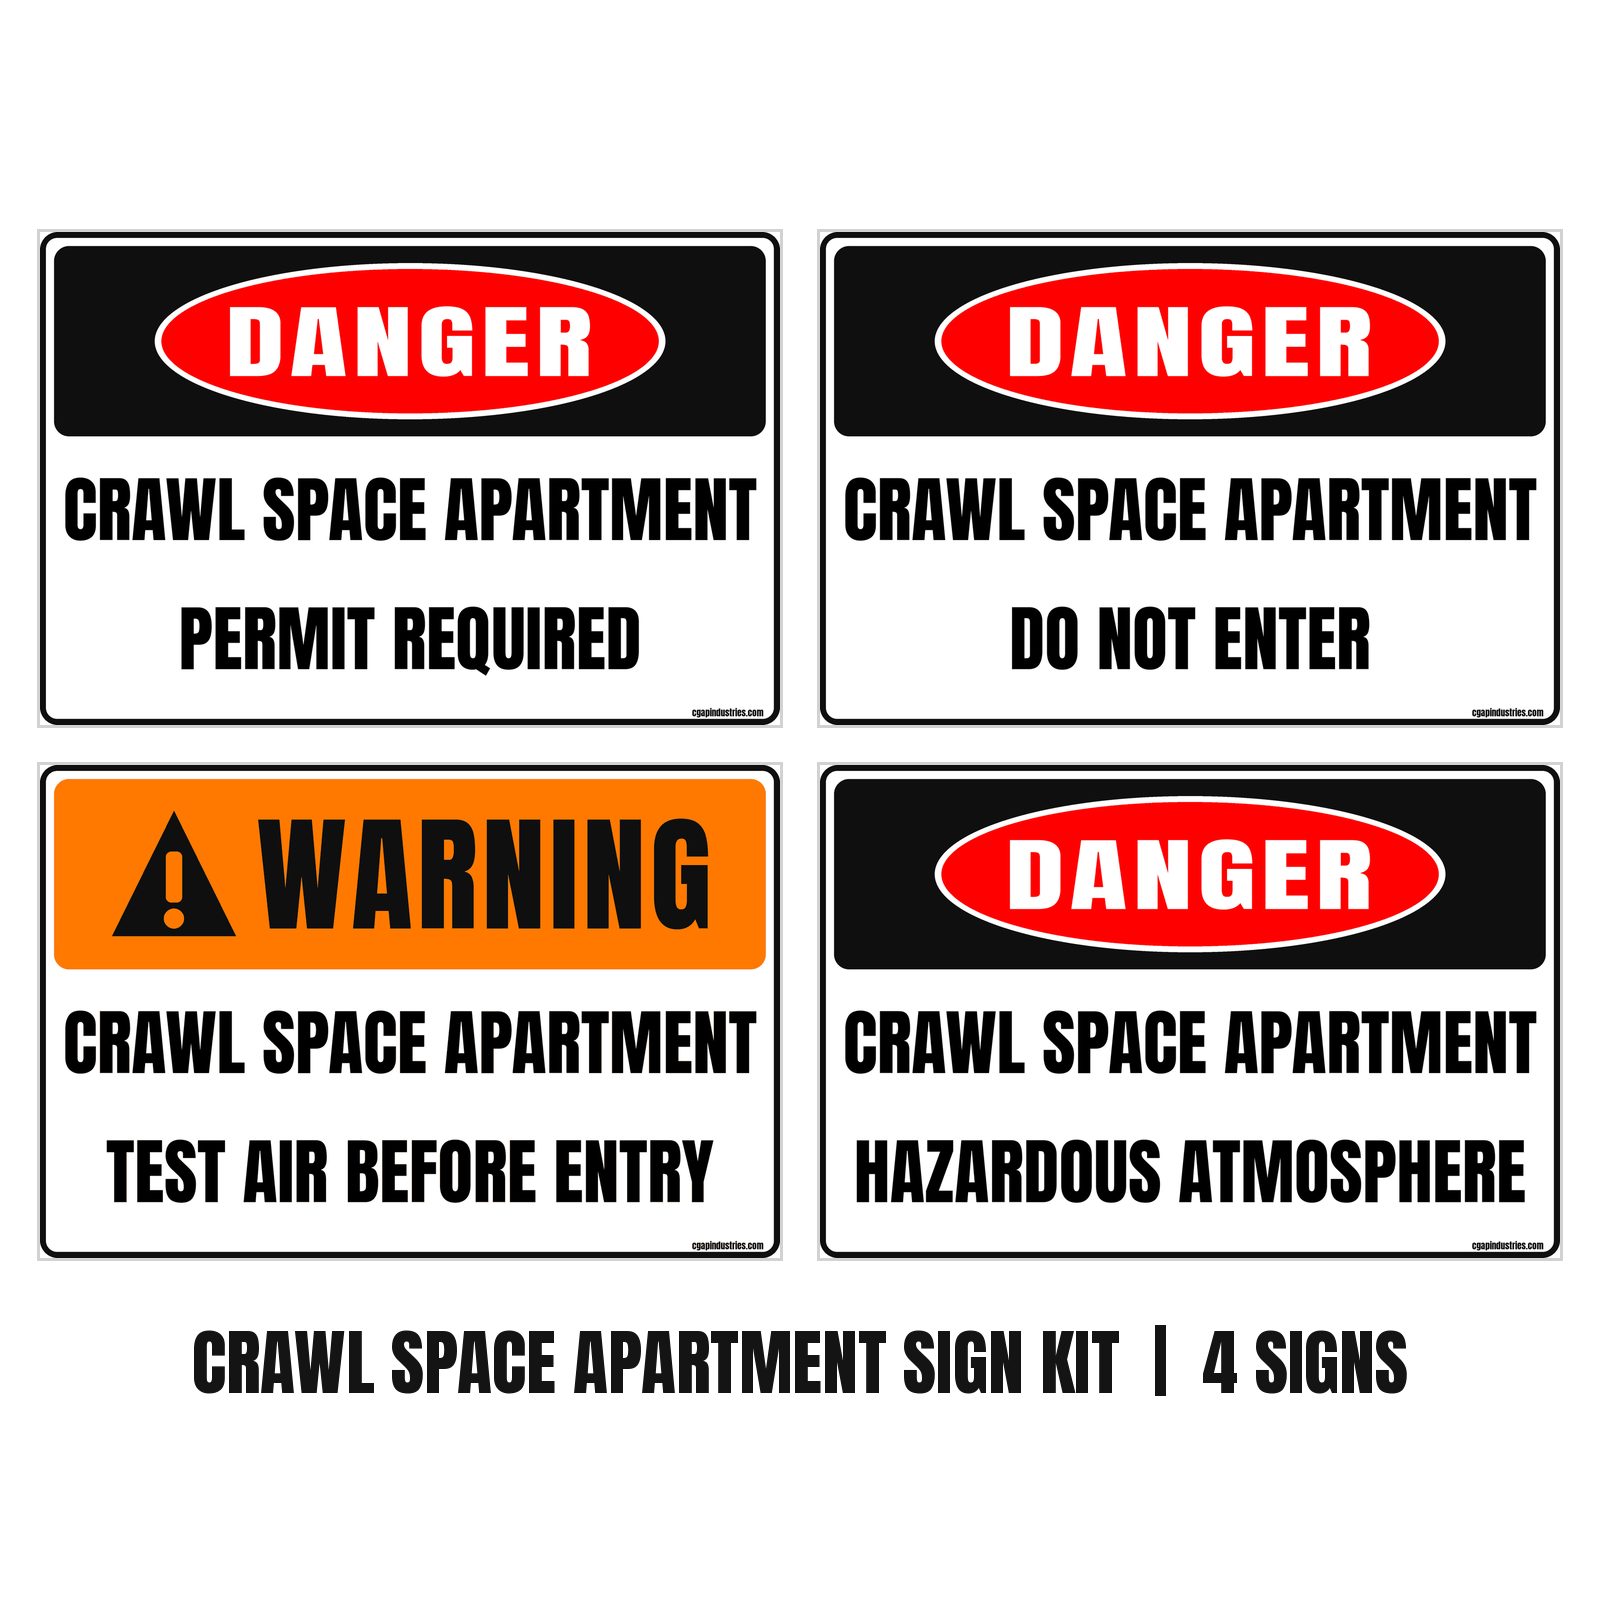 DANGER
CRAWL SPACE APARTMENT
PERMIT REQUIRED
cgapindustries.com
DANGER
CRAWL SPACE APARTMENT
DO NOT ENTER
cgapindustries.com
WARNING
CRAWL SPACE APARTMENT
TEST AIR BEFORE ENTRY
cgapindustries.com
DANGER
CRAWL SPACE APARTMENT
HAZARDOUS ATMOSPHERE
cgapindustries.com
CRAWL SPACE APARTMENT SIGN KIT | 4 SIGNS